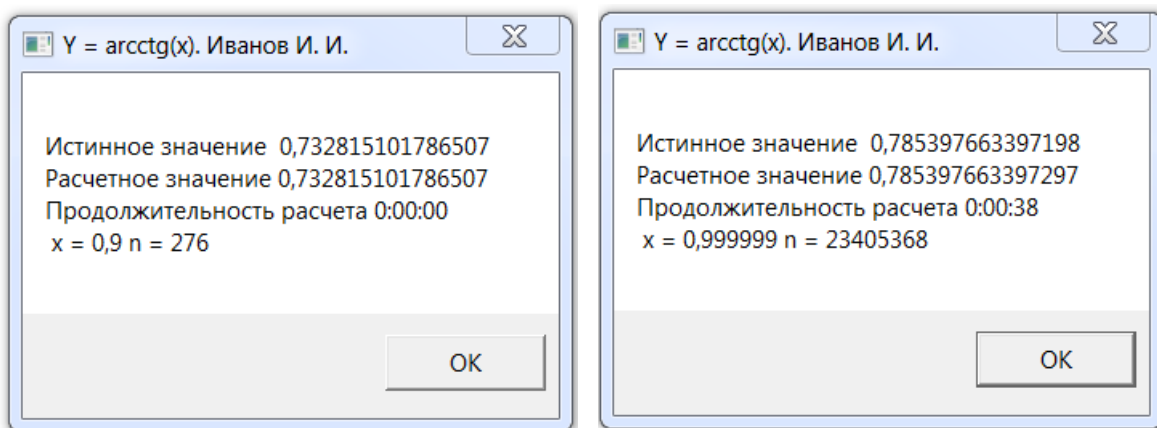 Y = arcctg(x). Иванов И. И.
Истинное значение 0,732815101786507
Расчетное значение 0,732815101786507
Продолжительность расчета 0:00:00
x = 0,9 n = 276
OK
Y = arcctg(x). Иванов И. И.
Истинное значение 0,785397663397198
Расчетное значение 0,785397663397297
Продолжительность расчета 0:00:38
x = 0,999999 n = 23405368
OK